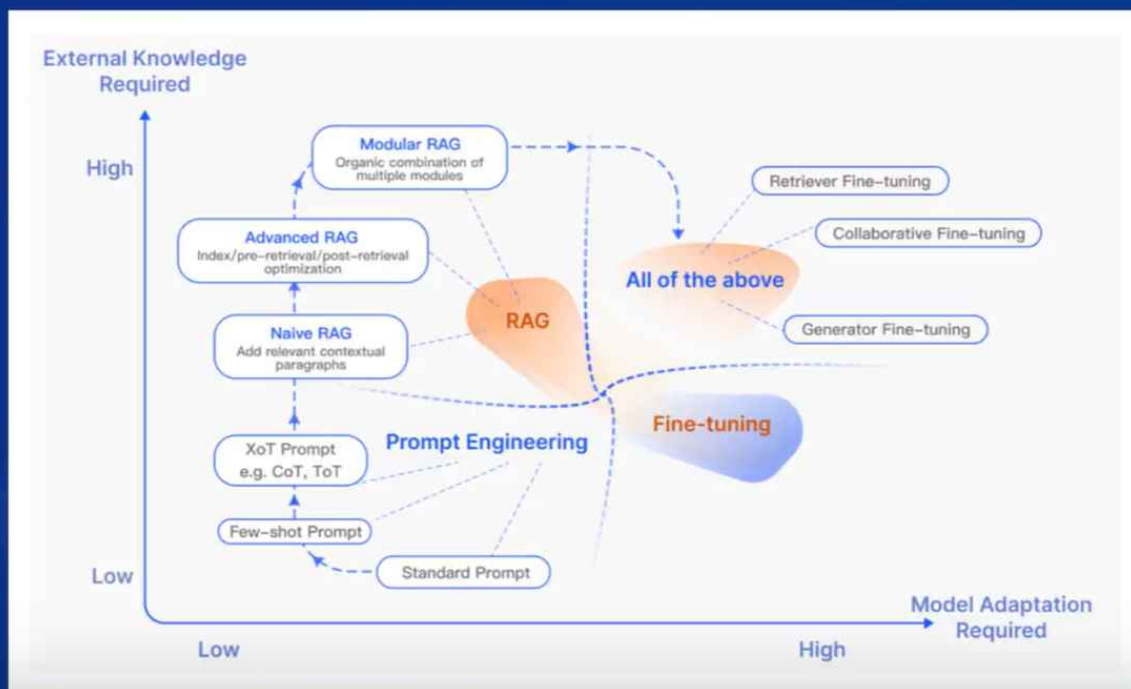 External Knowledge
Required
High
Modular RAG
Organic combination of
multiple modules
Retriever Fine-tuning
Advanced RAG
Index/pre-retrieval/post-retrieval
optimization
Collaborative Fine-tuning
All of the above
RAG
Naive RAG
Add relevant contextual
paragraphs
Generator Fine-tuning
Fine-tuning
Prompt Engineering
XoT Prompt
e.g. CoT, ToT
Few-shot Prompt
Standard Prompt
Low
Model Adaptation
Required
Low
High